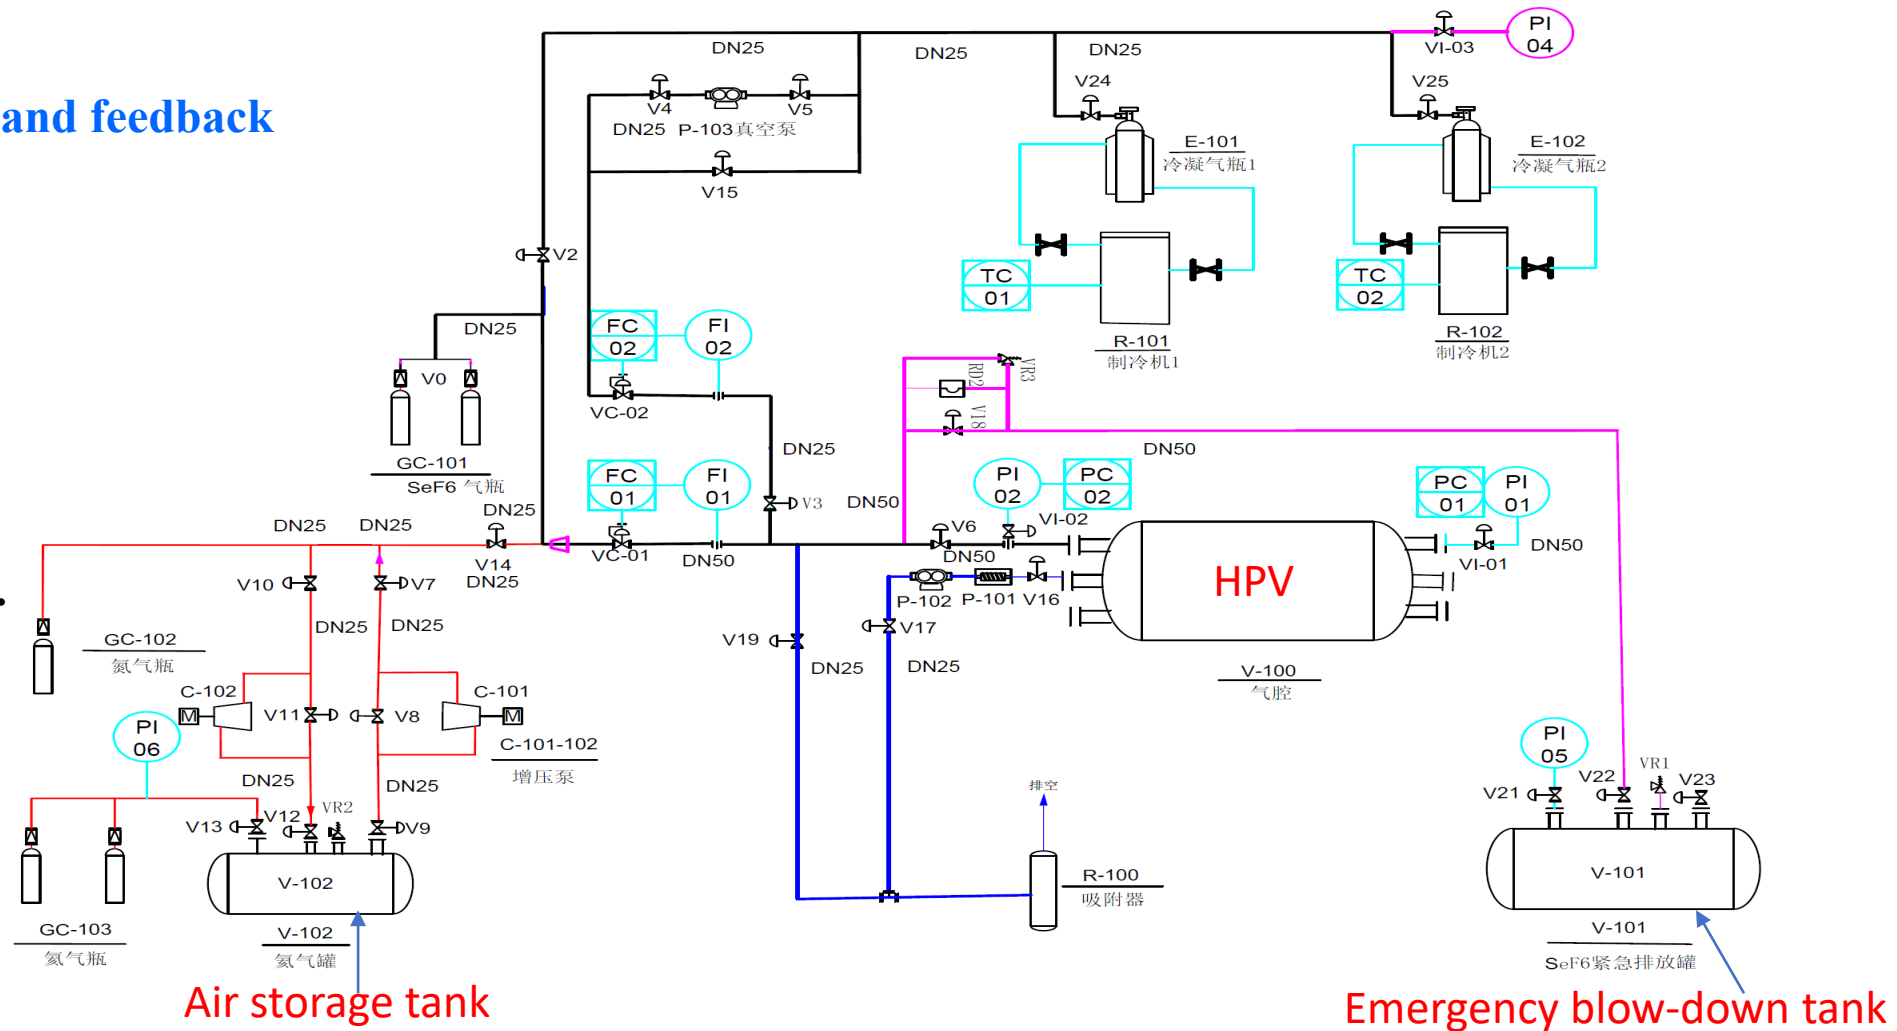 PI
04
VI-03
DN25
DN25
DN25
V24
V25
and feedback
V4
V5
DN25
P-103真空泵
E-101
冷凝气瓶1
E-102
冷凝气瓶2
V15
V2
TC
01
TC
02
DN25
FC
02
FI
02
R-101
制冷机1
R-102
制冷机2
V0
VR3
RD2
V18
VC-02
DN25
DN50
GC-101
SeF6 气瓶
FC
01
FI
01
PI
02
PC
02
PC
01
PI
01
DN25
DN25
DN25
V3
DN50
V6
VI-02
V14
DN25
VC-01
DN50
DN50
VI-01
DN50
V10
V7
P-102
P-101
V16
HPV
DN25
DN25
V19
V17
GC-102
氮气瓶
DN25
DN25
V-100
气腔
C-102
M
V11
V8
C-101
M
PI
06
C-101-102
增压泵
PI
05
DN25
DN25
排空
V21
V22
VR1
V23
V13
V12
VR2
V9
V-102
R-100
吸附器
V-101
GC-103
氦气瓶
V-102
氦气罐
V-101
SeF6紧急排放罐
Air storage tank
Emergency blow-down tank